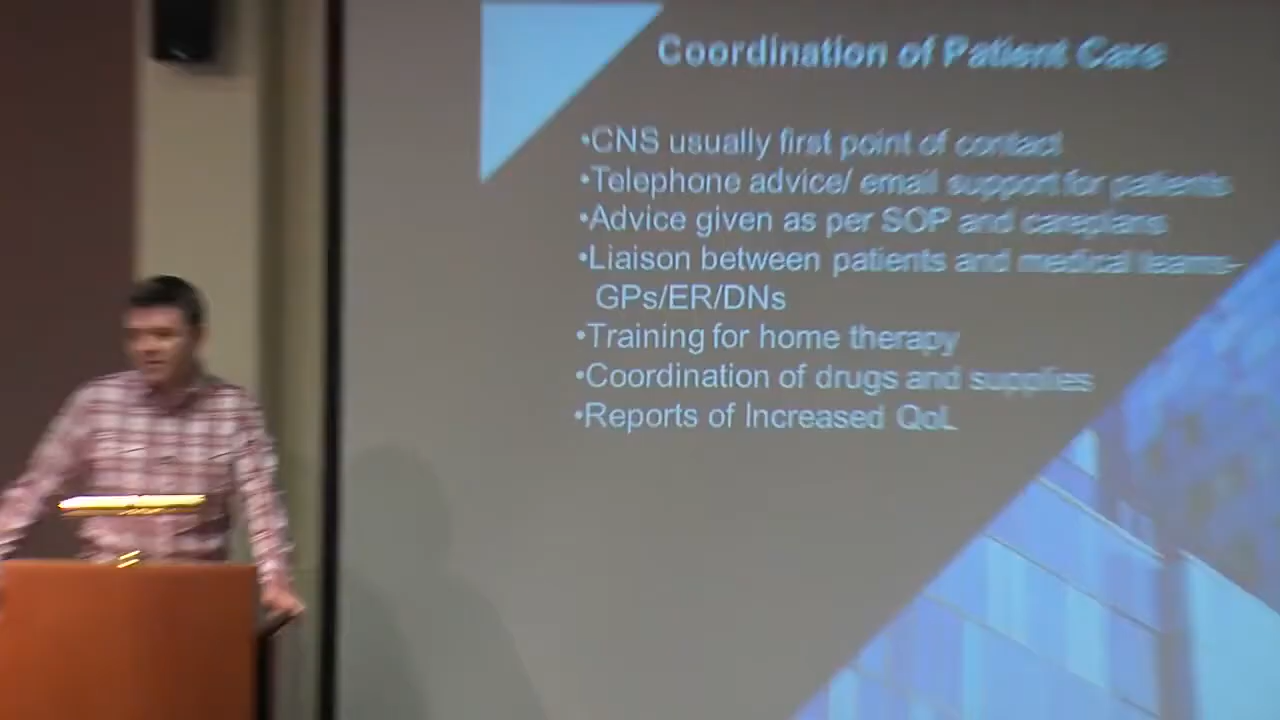 Coordination of Patient Care
•CNS usually first point of contact
•Telephone advice/ email support for patients
•Advice given as per SOP and careplans
•Liaison between patients and medical teams-
GPs/ER/DNs
•Training for home therapy
•Coordination of drugs and supplies
•Reports of Increased QoL